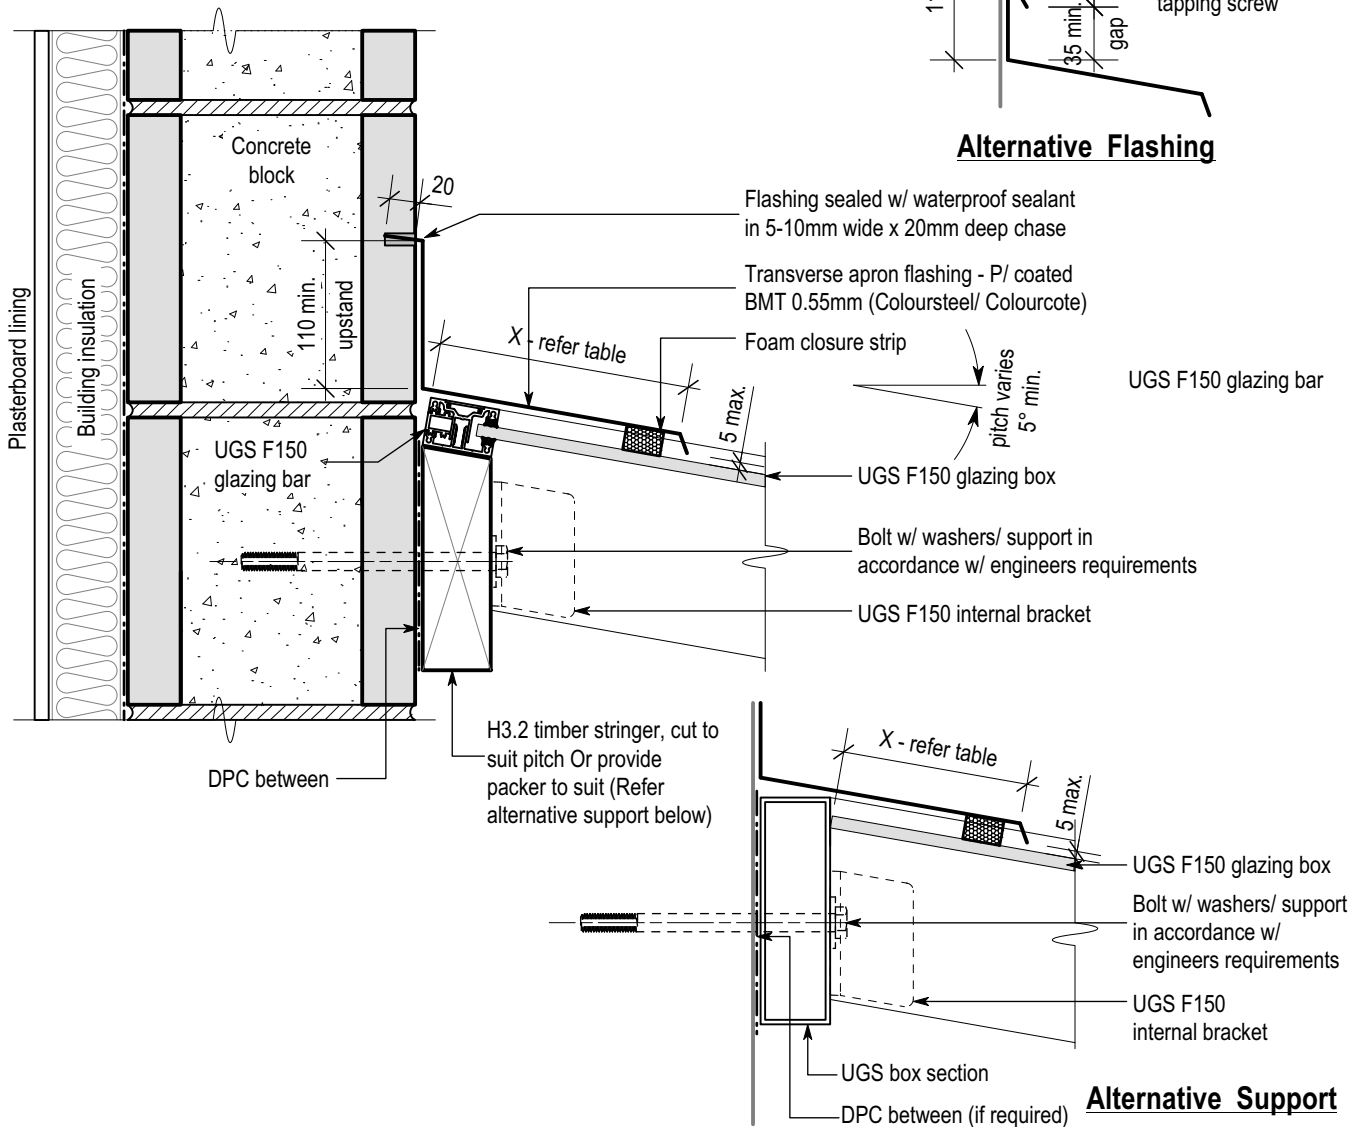 tapping screw
35 min.
gap
Alternative Flashing
Concrete
block
20
Flashing sealed w/ waterproof sealant
in 5-10mm wide x 20mm deep chase
Transverse apron flashing - P/ coated
BMT 0.55mm (Coloursteel/ Colourcote)
Foam closure strip
Plasterboard lining
Building insulation
110 min.
upstand
X - refer table
5 max.
pitch varies
5° min.
UGS F150 glazing bar
UGS F150
glazing bar
UGS F150 glazing box
Bolt w/ washers/ support in
accordance w/ engineers requirements
UGS F150 internal bracket
DPC between
H3.2 timber stringer, cut to
suit pitch Or provide
packer to suit (Refer
alternative support below)
X - refer table
5 max.
UGS F150 glazing box
Bolt w/ washers/ support
in accordance w/
engineers requirements
UGS F150
internal bracket
UGS box section
DPC between (if required)
Alternative Support